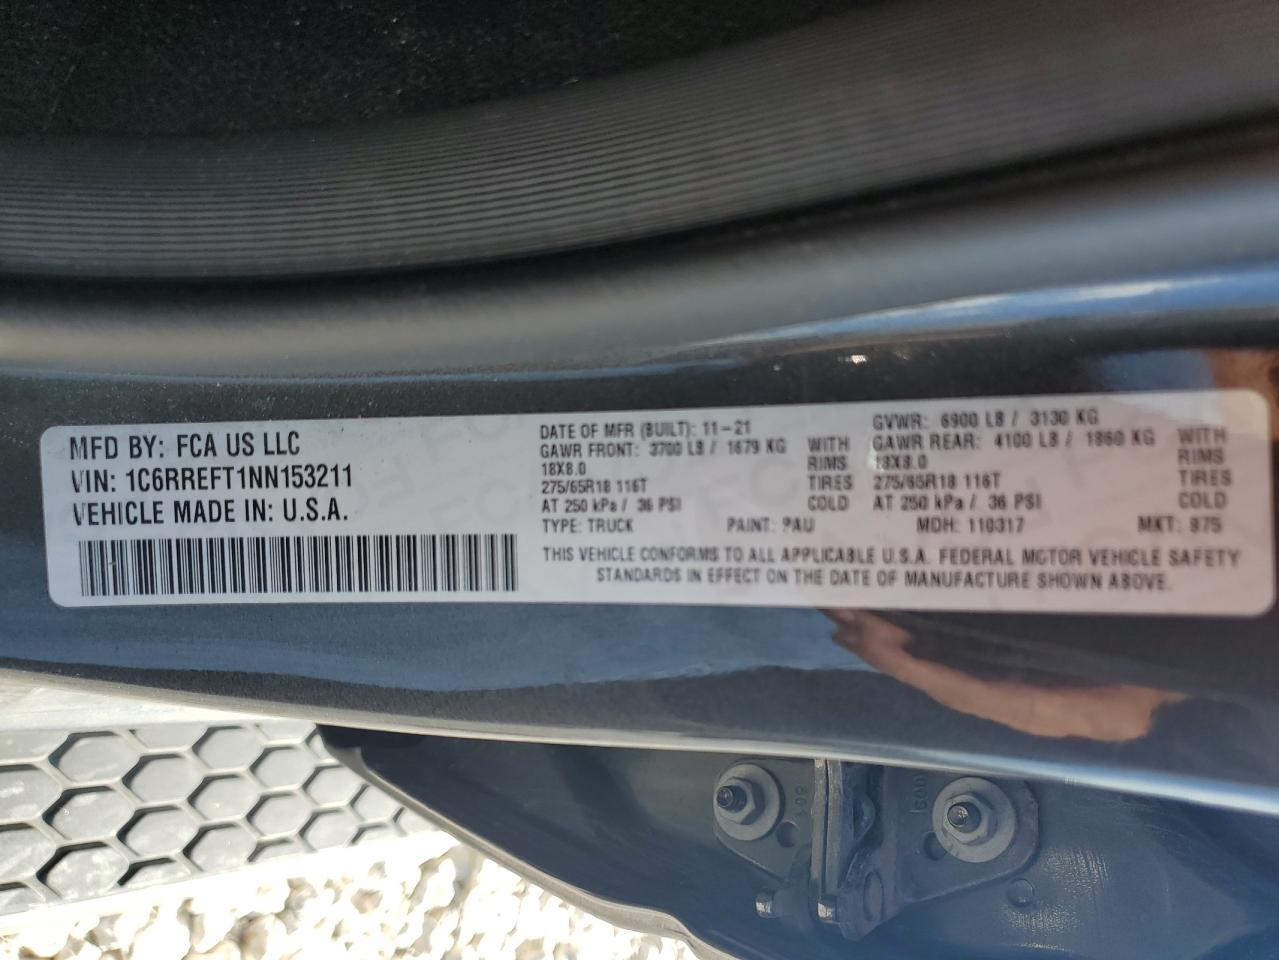 MFD BY: FCA US LLC
VIN: 1C6RREFT1NN153211
VEHICLE MADE IN: U.S.A.
DATE OF MFR (BUILT): 11-21 GVWR: 6900 LB / 3130 KG
GAWR FRONT: 3700 LB / 1679 KG WITH GAWR REAR: 4100 LB / 1860 KG WITH
18X8.0 RIMS 18X8.0 RIMS
275/65R18 116T TIRES 275/65R18 116T TIRES
AT 250 kPa / 36 PSI COLD AT 250 kPa / 36 PSI COLD
TYPE: TRUCK PAINT: PAU MDH: 110317 MKT: 975
THIS VEHICLE CONFORMS TO ALL APPLICABLE U.S.A. FEDERAL MOTOR VEHICLE SAFETY
STANDARDS IN EFFECT ON THE DATE OF MANUFACTURE SHOWN ABOVE.